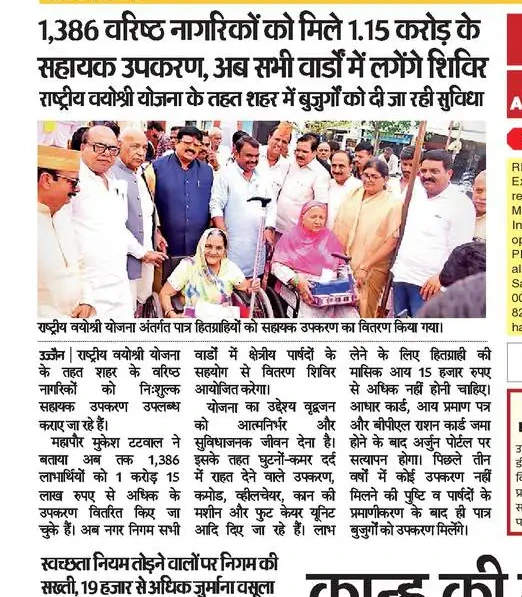 1,386 वरिष्ठ नागरिकों को मिले 1.15 करोड़ के
सहायक उपकरण, अब सभी वार्डों में लगेंगे शिविर
राष्ट्रीय वयोश्री योजना के तहत शहर में बुजुर्गों को दी जा रही सुविधा
राष्ट्रीय वयोश्री योजना अंतर्गत पात्र हितग्राहियों को सहायक उपकरण का वितरण किया गया।
उज्जैन | राष्ट्रीय वयोश्री योजना
के तहत शहर के वरिष्ठ
नागरिकों को निःशुल्क
सहायक उपकरण उपलब्ध
कराए जा रहे हैं।
महापौर मुकेश टटवाल ने
बताया अब तक 1,386
लाभार्थियों को 1 करोड़ 15
लाख रुपए से अधिक के
उपकरण वितरित किए जा
चुके हैं। अब नगर निगम सभी
वार्डों में क्षेत्रीय पार्षदों के
सहयोग से वितरण शिविर
आयोजित करेगा।
योजना का उद्देश्य वृद्धजन
को आत्मनिर्भर और
सुविधाजनक जीवन देना है।
इसके तहत घुटनों-कमर दर्द
में राहत देने वाले उपकरण,
कमोड, व्हीलचेयर, कान की
मशीन और फुट केयर यूनिट
आदि दिए जा रहे हैं। लाभ
लेने के लिए हितग्राही की
मासिक आय 15 हजार रुपए
से अधिक नहीं होनी चाहिए।
आधार कार्ड, आय प्रमाण पत्र
और बीपीएल राशन कार्ड जमा
होने के बाद अर्जुन पोर्टल पर
सत्यापन होगा। पिछले तीन
वर्षों में कोई उपकरण नहीं
मिलने की पुष्टि व पार्षदों के
प्रमाणीकरण के बाद ही पात्र
बुजुर्गों को उपकरण मिलेंगे।
स्वच्छता नियम तोड़ने वालों पर निगम की
सख्ती, 19 हजार से अधिक जुर्माना वसूला